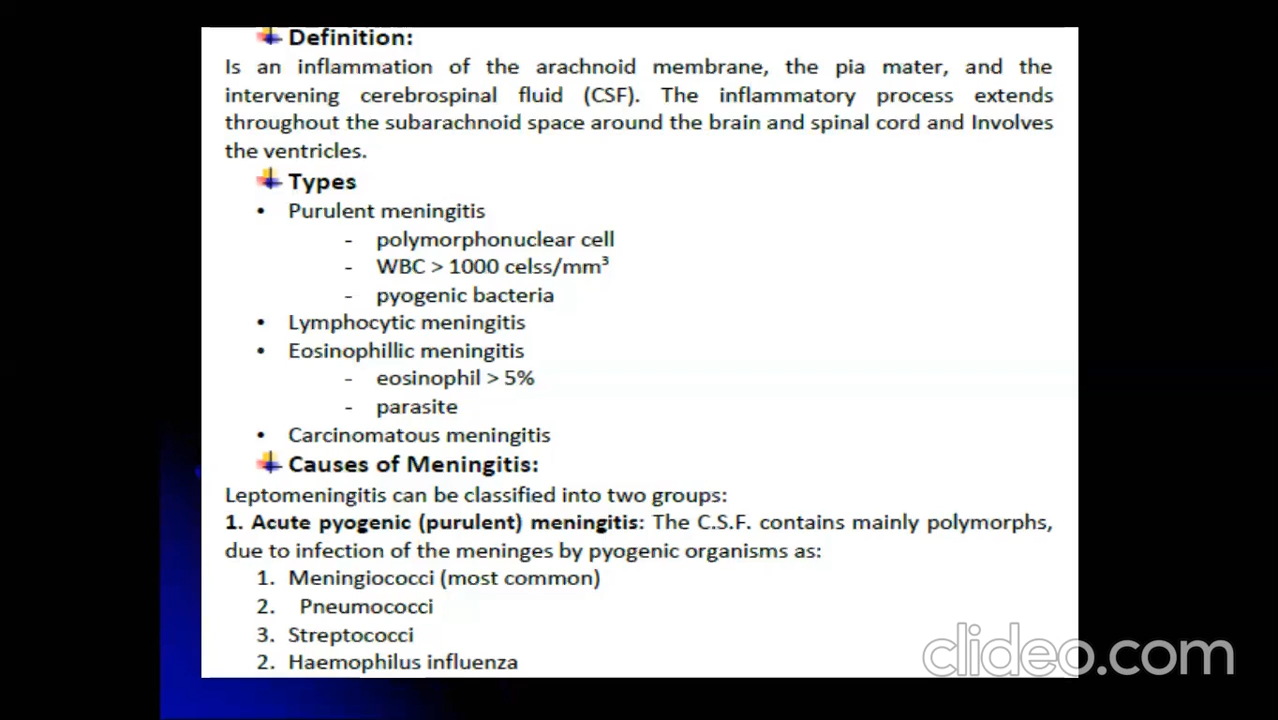 Definition:
Is an inflammation of the arachnoid membrane, the pia mater, and the
intervening cerebrospinal fluid (CSF). The inflammatory process extends
throughout the subarachnoid space around the brain and spinal cord and Involves
the ventricles.
Types
• Purulent meningitis
- polymorphonuclear cell
- WBC > 1000 celss/mm³
- pyogenic bacteria
• Lymphocytic meningitis
• Eosinophillic meningitis
- eosinophil > 5%
- parasite
• Carcinomatous meningitis
Causes of Meningitis:
Leptomeningitis can be classified into two groups:
1. Acute pyogenic (purulent) meningitis: The C.S.F. contains mainly polymorphs,
due to infection of the meninges by pyogenic organisms as:
1. Meningiococci (most common)
2. Pneumococci
3. Streptococci
2. Haemophilus influenza
clideo.com